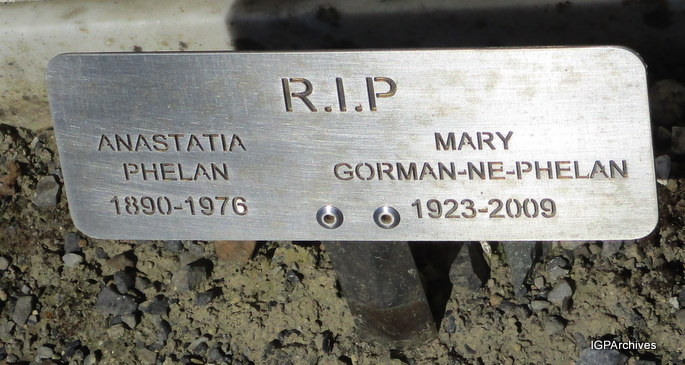 R.I.P
ANASTATIA
PHELAN
1890-1976
MARY
GORMAN-NE-PHELAN
1923-2009
IGPArchives